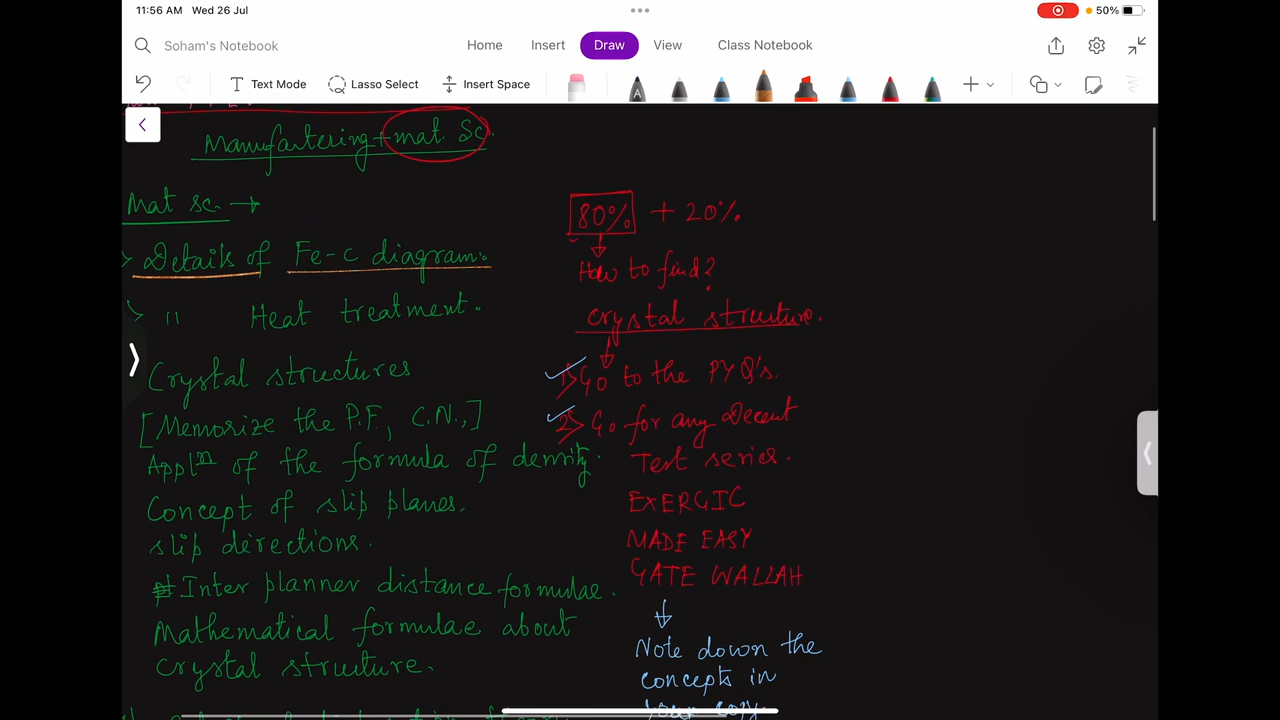 11:56 AM Wed 26 Jul
50%
Soham's Notebook
Home
Insert
Draw
View
Class Notebook
Text Mode
Lasso Select
Insert Space
Manufactering + mat. Sc.
Mat sc. →
Details of Fe-c diagram.
〃 Heat treatment.
Crystal structures
[Memorize the P.F., C.N.,]
Applⁿ of the formula of density.
Concept of slip planes.
slip directions.
# Inter planner distance formulae.
Mathematical formulae about
crystal structure.
80% + 20%
How to find?
crystal structure.
1> Go to the PYQ's.
2> Go for any Decent
Test series.
EXERGIC
MADE EASY
GATE WALLAH
Note down the
concepts in